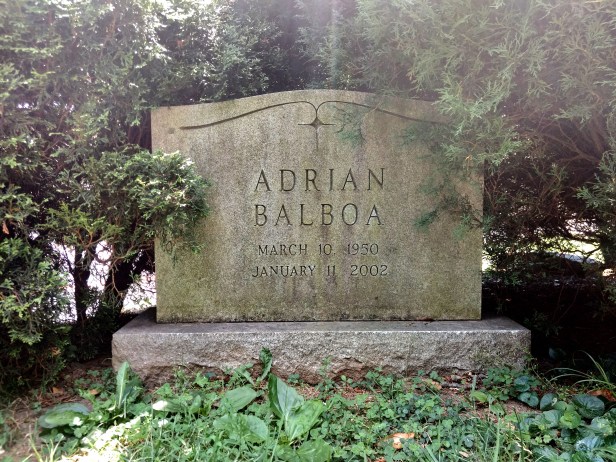 ADRIAN
BALBOA
MARCH 10, 1950
JANUARY 11, 2002